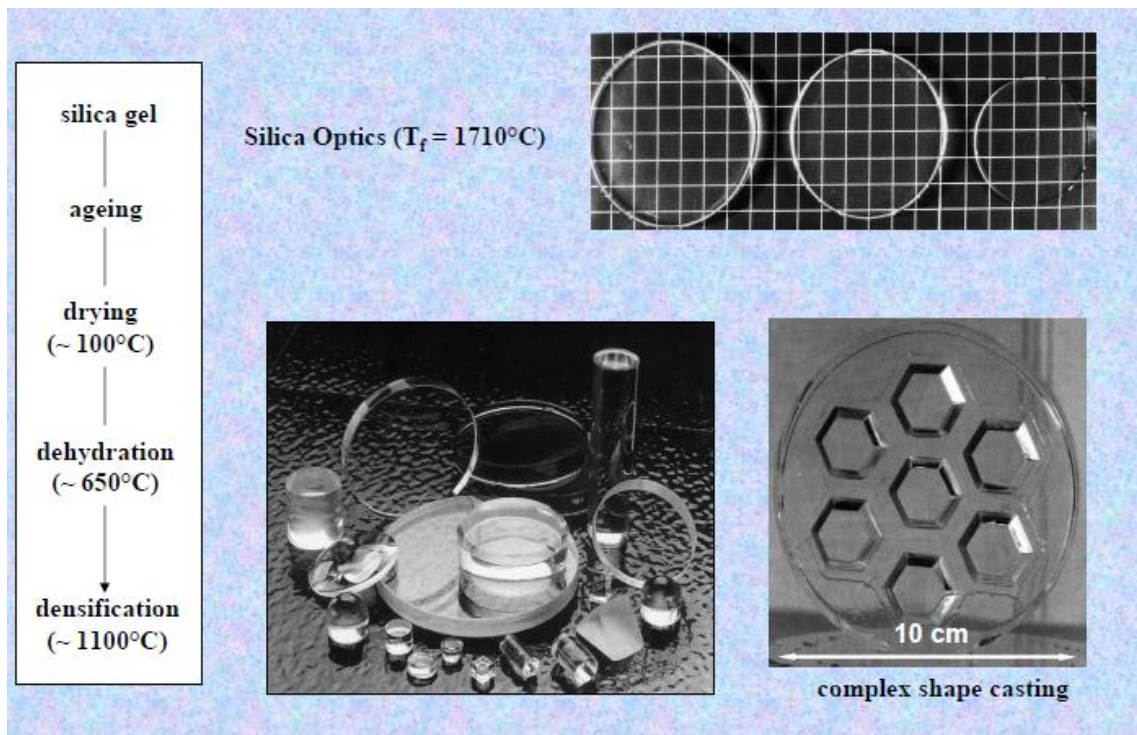 silica gel
ageing
drying
(~ 100°C)
dehydration
(~ 650°C)
densification
(~ 1100°C)
Silica Optics (Tf = 1710°C)
10 cm
complex shape casting